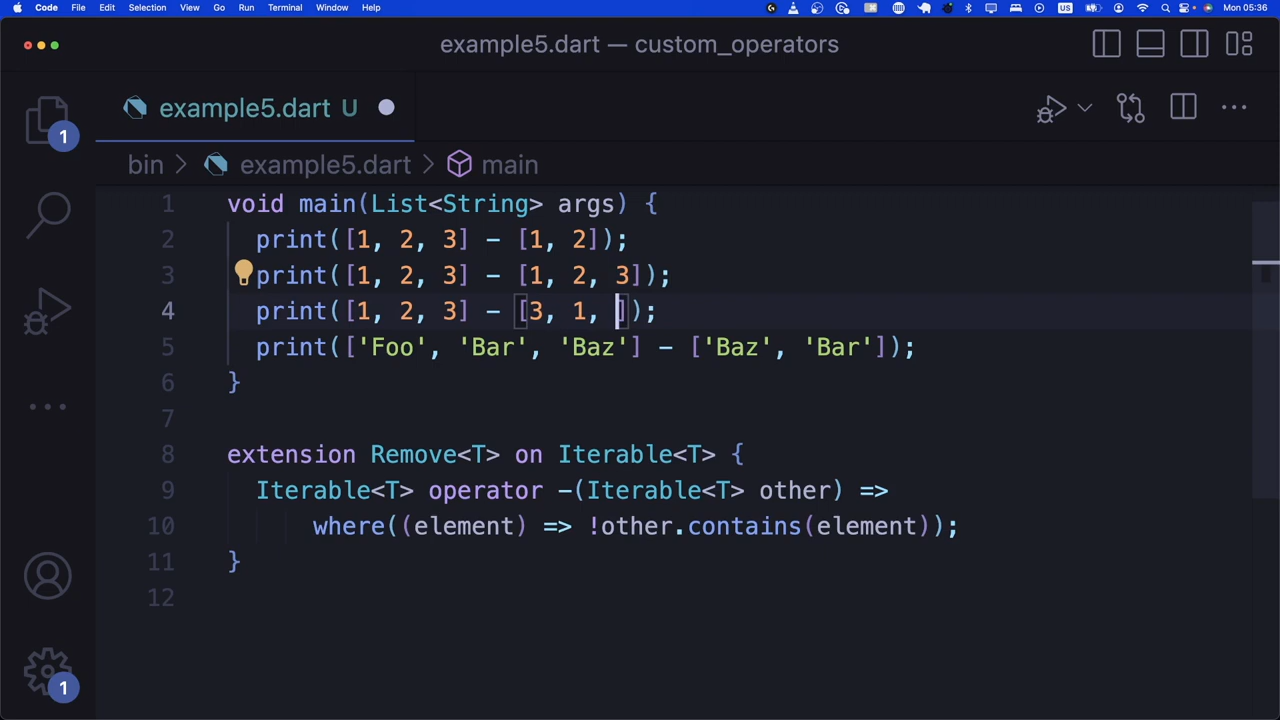 Code File Edit Selection View Go Run Terminal Window Help US Mon 05:36
example5.dart — custom_operators
example5.dart U
1
bin > example5.dart > main
1 void main(List<String> args) {
2 print([1, 2, 3] - [1, 2]);
3 print([1, 2, 3] - [1, 2, 3]);
4 print([1, 2, 3] - [3, 1, ]);
5 print(['Foo', 'Bar', 'Baz'] - ['Baz', 'Bar']);
6 }
7
8 extension Remove<T> on Iterable<T> {
9 Iterable<T> operator -(Iterable<T> other) =>
10 where((element) => !other.contains(element));
11 }
12
1